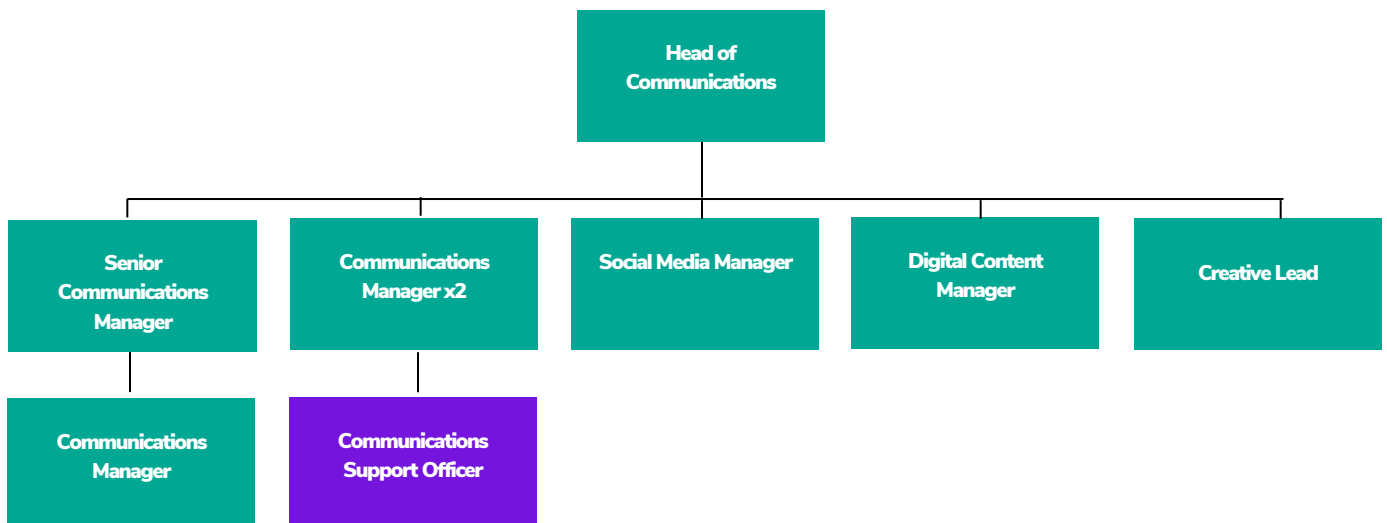 Head of
Communications
Senior
Communications
Manager
Communications
Manager x2
Social Media Manager
Digital Content
Manager
Creative Lead
Communications
Manager
Communications
Support Officer